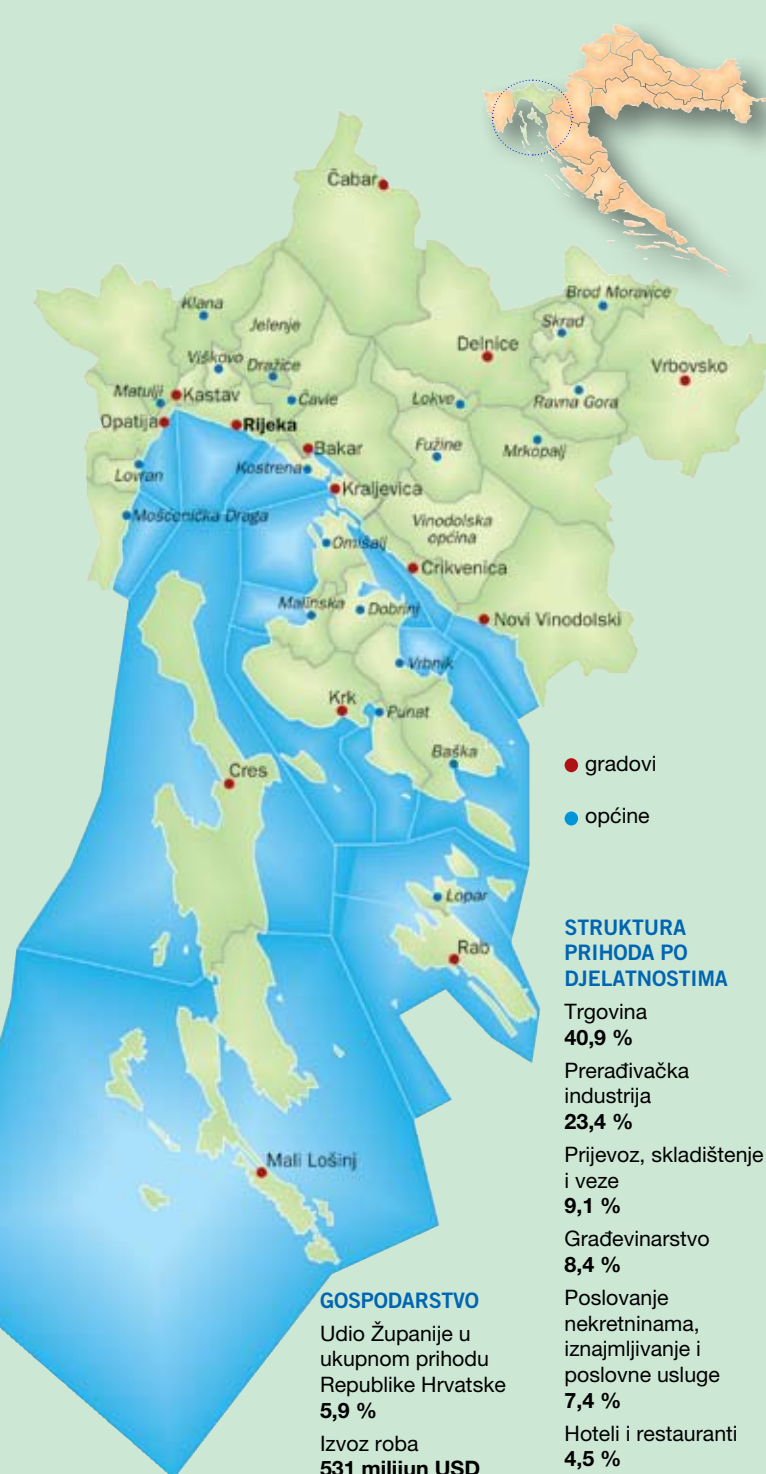 Čabar
Klana
Jelenje
Brod Moravice
Skrad
Delnice
Vrbovsko
Viškovo
Dražice
Matulji
Kastav
Čavle
Lokve
Ravna Gora
Opatija
Rijeka
Bakar
Fužine
Mrkopalj
Lovran
Kostrena
Kraljevica
Mošćenička Draga
Vinodolska
općina
Omišalj
Crikvenica
Malinska
Dobrinj
Novi Vinodolski
Vrbnik
Krk
Punat
Baška
Cres
gradovi
općine
Lopar
Rab
Mali Lošinj
STRUKTURA
PRIHODA PO
DJELATNOSTIMA
Trgovina
40,9 %
Prerađivačka
industrija
23,4 %
Prijevoz, skladištenje
i veze
9,1 %
Građevinarstvo
8,4 %
Poslovanje
nekretninama,
iznajmljivanje i
poslovne usluge
7,4 %
Hoteli i restauranti
4,5 %
GOSPODARSTVO
Udio Županije u
ukupnom prihodu
Republike Hrvatske
5,9 %
Izvoz roba
531 milijun USD